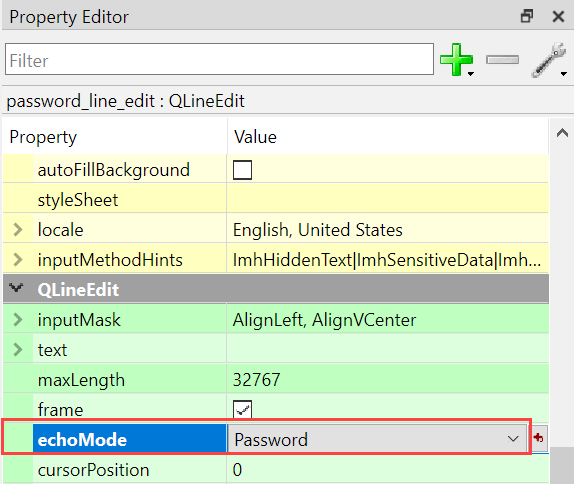 Property Editor
Filter
password_line_edit : QLineEdit
Property Value
autoFillBackground
styleSheet
locale English, United States
inputMethodHints ImhHiddenText|ImhSensitiveData|Imh...
QLineEdit
inputMask AlignLeft, AlignVCenter
text
maxLength 32767
frame
echoMode Password
cursorPosition 0